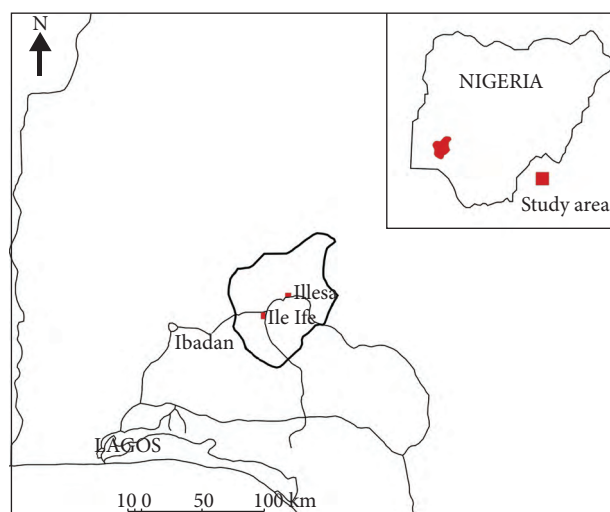 N
NIGERIA
Study area
Illesa
Ile Ife
Ibadan
LAGOS
10 0 50 100 km